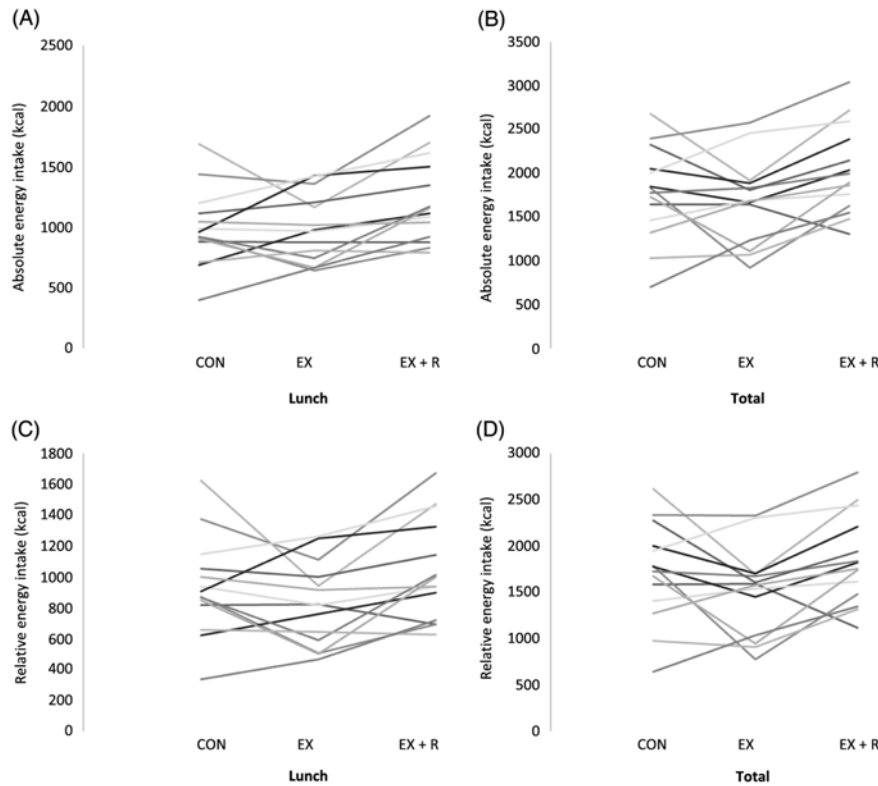 (A)
Absolute energy intake (kcal)
2500
2000
1500
1000
500
0
CON EX EX + R
Lunch
(B)
Absolute energy intake (kcal)
3500
3000
2500
2000
1500
1000
500
0
CON EX EX + R
Total
(C)
Relative energy intake (kcal)
1800
1600
1400
1200
1000
800
600
400
200
0
CON EX EX + R
Lunch
(D)
Relative energy intake (kcal)
3000
2500
2000
1500
1000
500
0
CON EX EX + R
Total